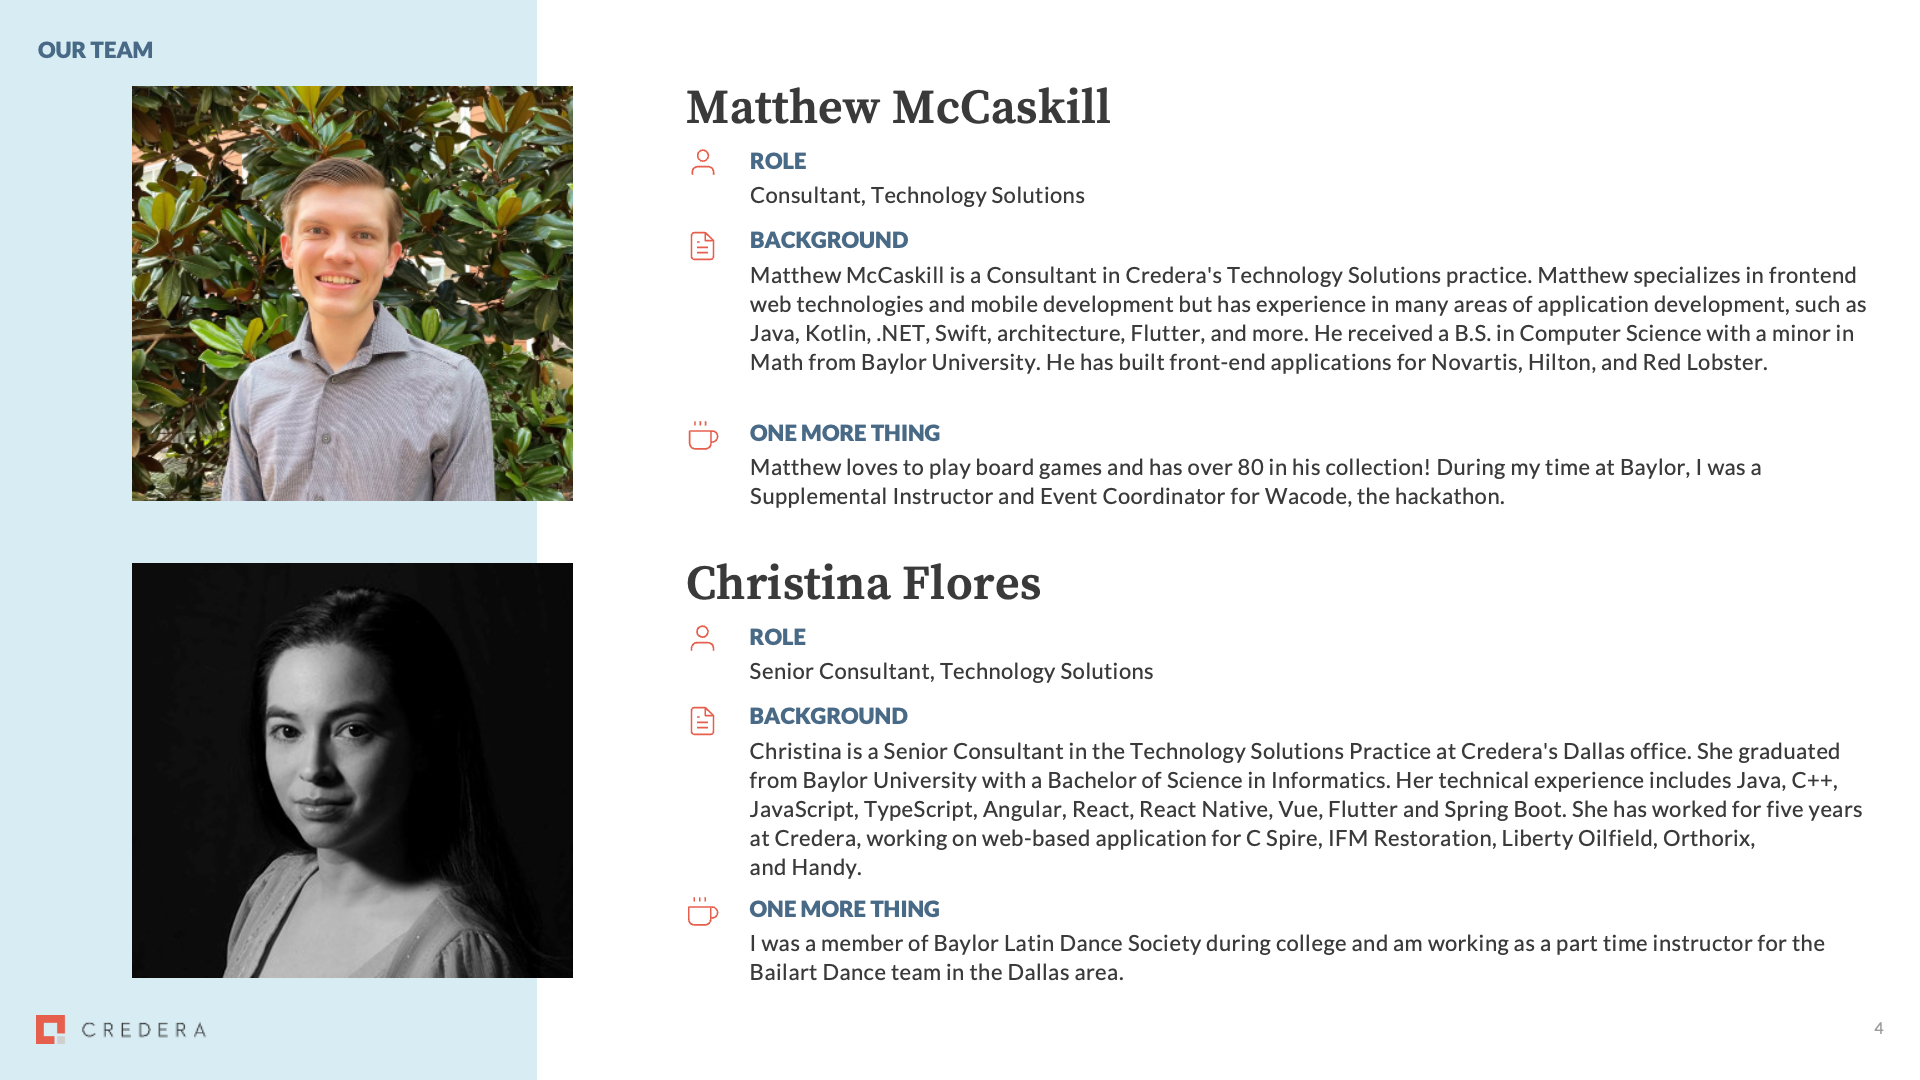 OUR TEAM
Matthew McCaskill
ROLE
Consultant, Technology Solutions
BACKGROUND
Matthew McCaskill is a Consultant in Credera's Technology Solutions practice. Matthew specializes in frontend
web technologies and mobile development but has experience in many areas of application development, such as
Java, Kotlin, .NET, Swift, architecture, Flutter, and more. He received a B.S. in Computer Science with a minor in
Math from Baylor University. He has built front-end applications for Novartis, Hilton, and Red Lobster.
ONE MORE THING
Matthew loves to play board games and has over 80 in his collection! During my time at Baylor, I was a
Supplemental Instructor and Event Coordinator for Wacode, the hackathon.
Christina Flores
ROLE
Senior Consultant, Technology Solutions
BACKGROUND
Christina is a Senior Consultant in the Technology Solutions Practice at Credera's Dallas office. She graduated
from Baylor University with a Bachelor of Science in Informatics. Her technical experience includes Java, C++,
JavaScript, TypeScript, Angular, React, React Native, Vue, Flutter and Spring Boot. She has worked for five years
at Credera, working on web-based application for C Spire, IFM Restoration, Liberty Oilfield, Orthorix,
and Handy.
ONE MORE THING
I was a member of Baylor Latin Dance Society during college and am working as a part time instructor for the
Bailart Dance team in the Dallas area.
CREDERA
4